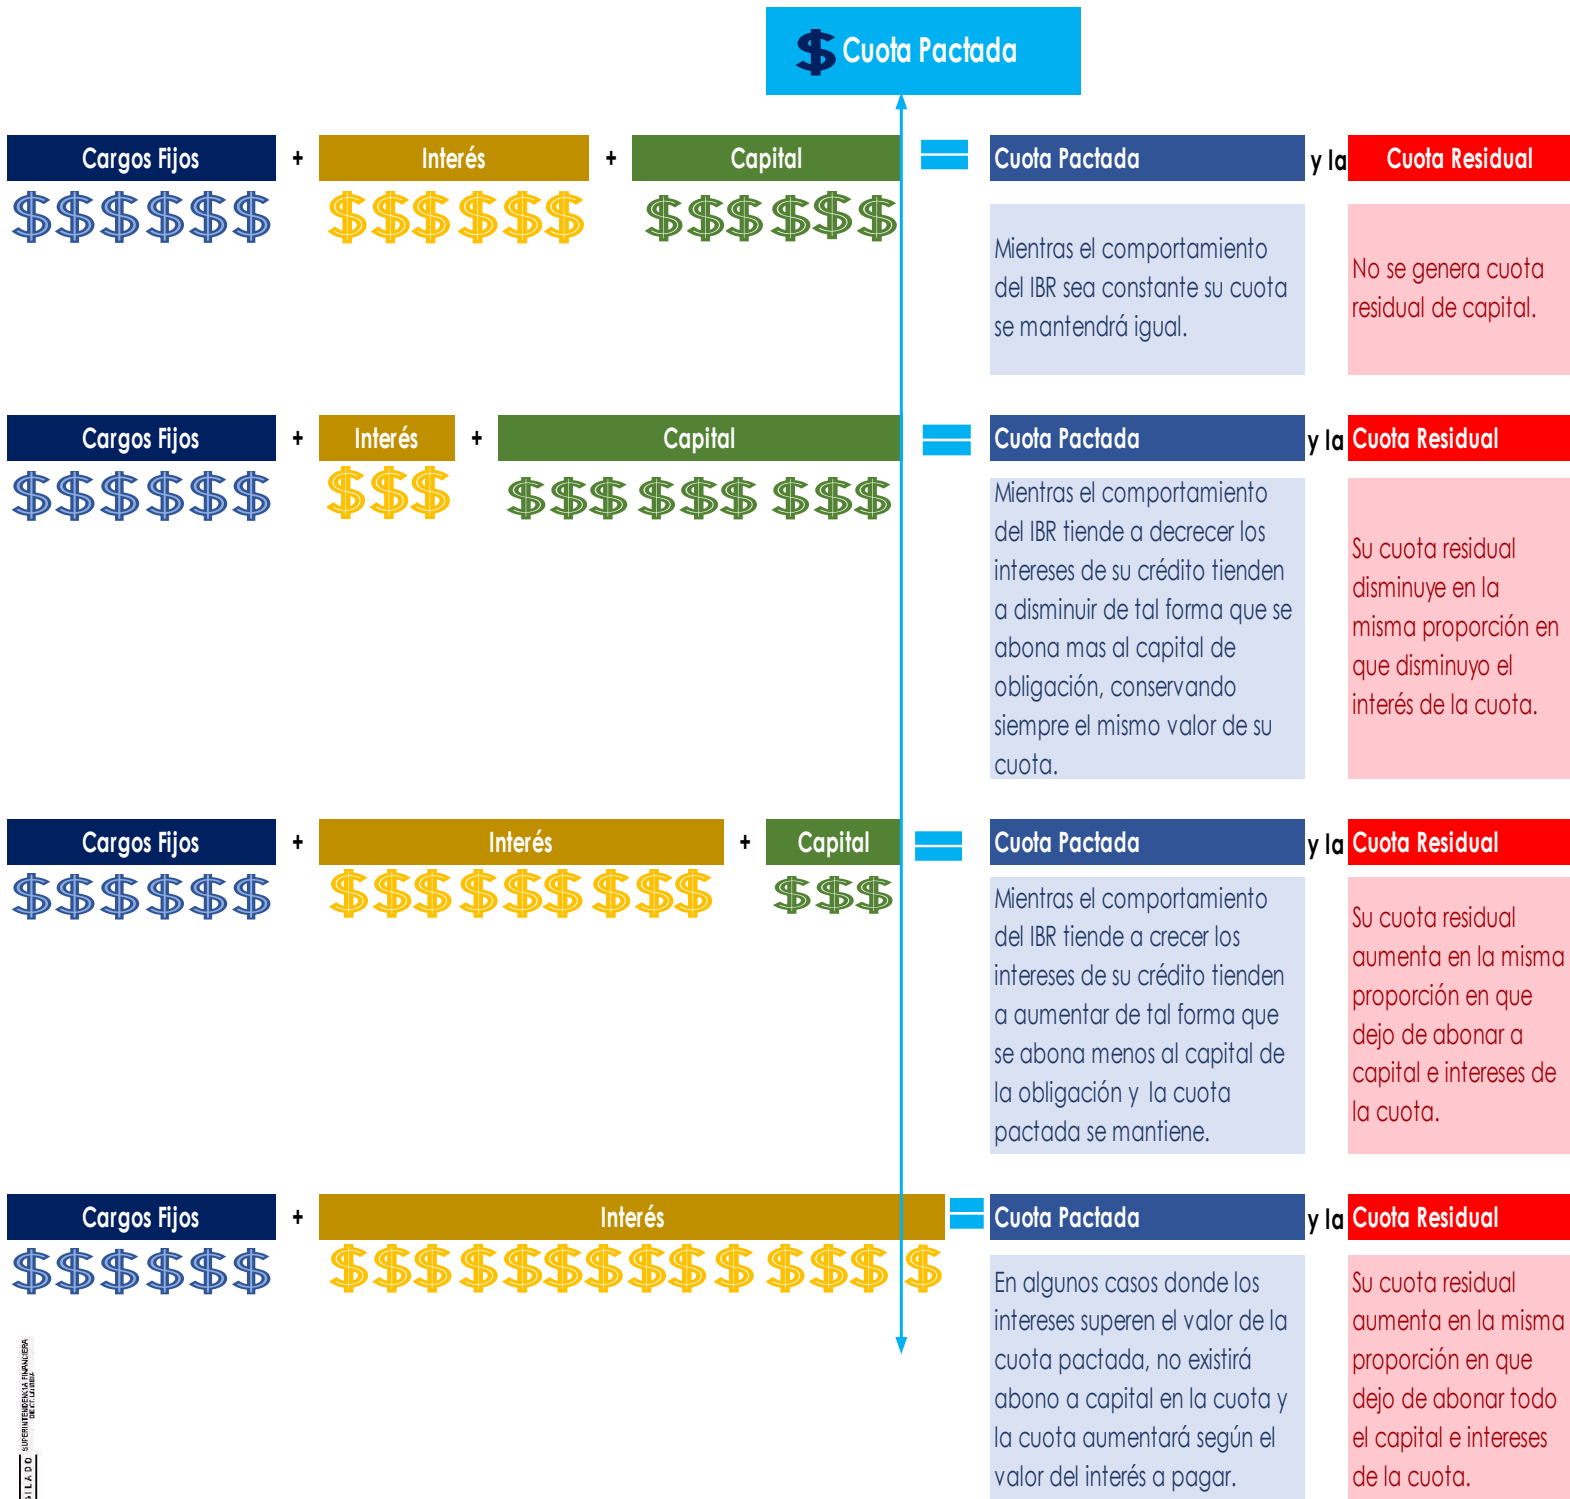 $ Cuota Pactada
Cargos Fijos + Interés + Capital = Cuota Pactada y la Cuota Residual
$$$$$$ $$$$$$ $$$$$$
Mientras el comportamiento
del IBR sea constante su cuota
se mantendrá igual.
No se genera cuota
residual de capital.
Cargos Fijos + Interés + Capital = Cuota Pactada y la Cuota Residual
$$$$$$ $$$ $$$ $$$ $$$
Mientras el comportamiento
del IBR tiende a decrecer los
intereses de su crédito tienden
a disminuir de tal forma que se
abona mas al capital de
obligación, conservando
siempre el mismo valor de su
cuota.
Su cuota residual
disminuye en la
misma proporción en
que disminuyo el
interés de la cuota.
Cargos Fijos + Interés + Capital = Cuota Pactada y la Cuota Residual
$$$$$$ $$$ $$$ $$$ $$$
Mientras el comportamiento
del IBR tiende a crecer los
intereses de su crédito tienden
a aumentar de tal forma que
se abona menos al capital de
la obligación y la cuota
pactada se mantiene.
Su cuota residual
aumenta en la misma
proporción en que
dejo de abonar a
capital e intereses de
la cuota.
Cargos Fijos + Interés = Cuota Pactada y la Cuota Residual
$$$$$$ $$$ $$$$$$ $ $$$ $
En algunos casos donde los
intereses superen el valor de la
cuota pactada, no existirá
abono a capital en la cuota y
la cuota aumentará según el
valor del interés a pagar.
Su cuota residual
aumenta en la misma
proporción en que
dejo de abonar todo
el capital e intereses
de la cuota.
SUPERINTENDENCIA FINANCIERA